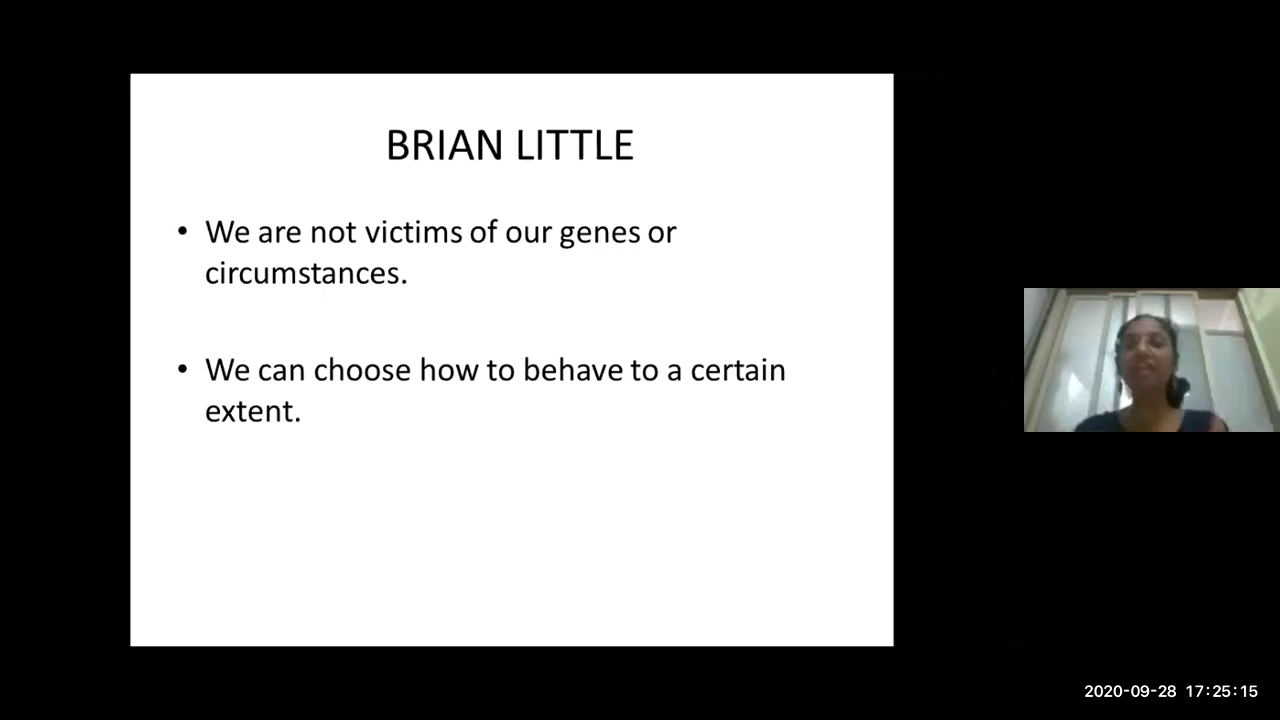 BRIAN LITTLE
• We are not victims of our genes or
circumstances.
• We can choose how to behave to a certain
extent.
2020-09-28 17:25:15